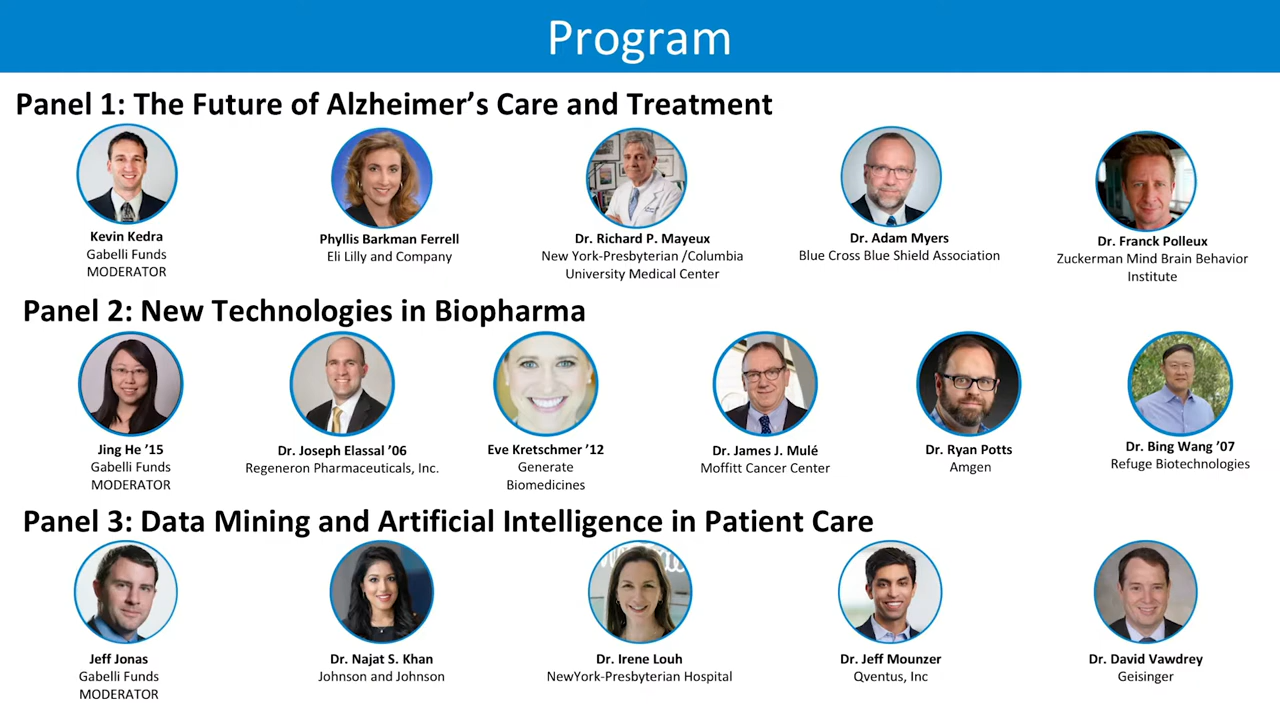 Program
Panel 1: The Future of Alzheimer’s Care and Treatment
Kevin Kedra
Gabelli Funds
MODERATOR
Phyllis Barkman Ferrell
Eli Lilly and Company
Dr. Richard P. Mayeux
New York-Presbyterian /Columbia
University Medical Center
Dr. Adam Myers
Blue Cross Blue Shield Association
Dr. Franck Polleux
Zuckerman Mind Brain Behavior
Institute
Panel 2: New Technologies in Biopharma
Jing He ’15
Gabelli Funds
MODERATOR
Dr. Joseph Elassal ’06
Regeneron Pharmaceuticals, Inc.
Eve Kretschmer ’12
Generate
Biomedicines
Dr. James J. Mulé
Moffitt Cancer Center
Dr. Ryan Potts
Amgen
Dr. Bing Wang ’07
Refuge Biotechnologies
Panel 3: Data Mining and Artificial Intelligence in Patient Care
Jeff Jonas
Gabelli Funds
MODERATOR
Dr. Najat S. Khan
Johnson and Johnson
Dr. Irene Louh
NewYork-Presbyterian Hospital
Dr. Jeff Mounzer
Qventus, Inc
Dr. David Vawdrey
Geisinger